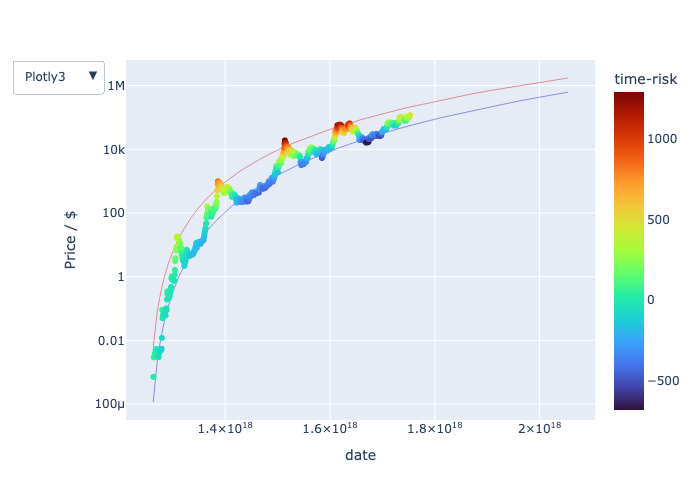 Plotly3 ▼
time-risk
1M
10k
100
1
0.01
100μ
Price / $
1.4×10¹⁸
1.6×10¹⁸
1.8×10¹⁸
2×10¹⁸
date
1000
500
0
−500